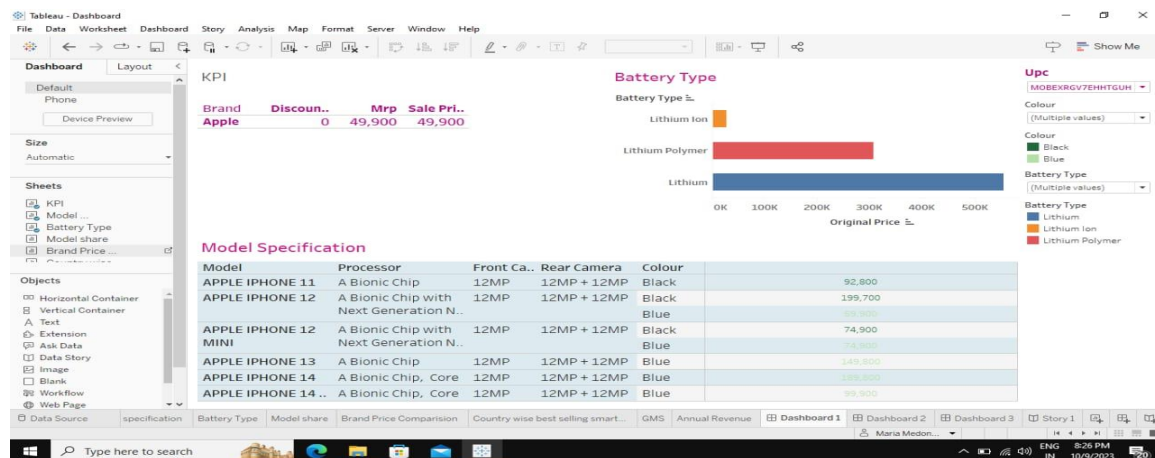 Tableau - Dashboard
File Data Worksheet Dashboard Story Analysis Map Format Server Window Help
Show Me
Dashboard Layout
Default
Phone
Device Preview
Size
Automatic
Sheets
KPI
Model ...
Battery Type
Model share
Brand Price ...
Objects
Horizontal Container
Vertical Container
Text
Extension
Ask Data
Data Story
Image
Blank
Workflow
Web Page
KPI
Brand Discoun.. Mrp Sale Pri..
Apple 0 49,900 49,900
Battery Type
Battery Type
Lithium Ion
Lithium Polymer
Lithium
0K 100K 200K 300K 400K 500K
Original Price
Model Specification
Model Processor Front Ca.. Rear Camera Colour
APPLE IPHONE 11 A Bionic Chip 12MP 12MP + 12MP Black 92,800
APPLE IPHONE 12 A Bionic Chip with 12MP 12MP + 12MP Black 199,700
Next Generation N.. Blue
APPLE IPHONE 12 A Bionic Chip with 12MP 12MP + 12MP Black 74,900
MINI Next Generation N.. Blue
APPLE IPHONE 13 A Bionic Chip 12MP 12MP + 12MP Blue 149,800
APPLE IPHONE 14 A Bionic Chip, Core 12MP 12MP + 12MP Blue
APPLE IPHONE 14 .. A Bionic Chip, Core 12MP 12MP + 12MP Blue 99,900
Upc
MOBEXRGV7EHHTGUH
Colour
(Multiple values)
Colour
Black
Blue
Battery Type
(Multiple values)
Battery Type
Lithium
Lithium Ion
Lithium Polymer
Data Source specification Battery Type Model share Brand Price Comparision Country wise best selling smart... GMS Annual Revenue Dashboard 1 Dashboard 2 Dashboard 3 Story 1
Maria Medon...
Type here to search
ENG 8:26 PM
IN 10/9/2023